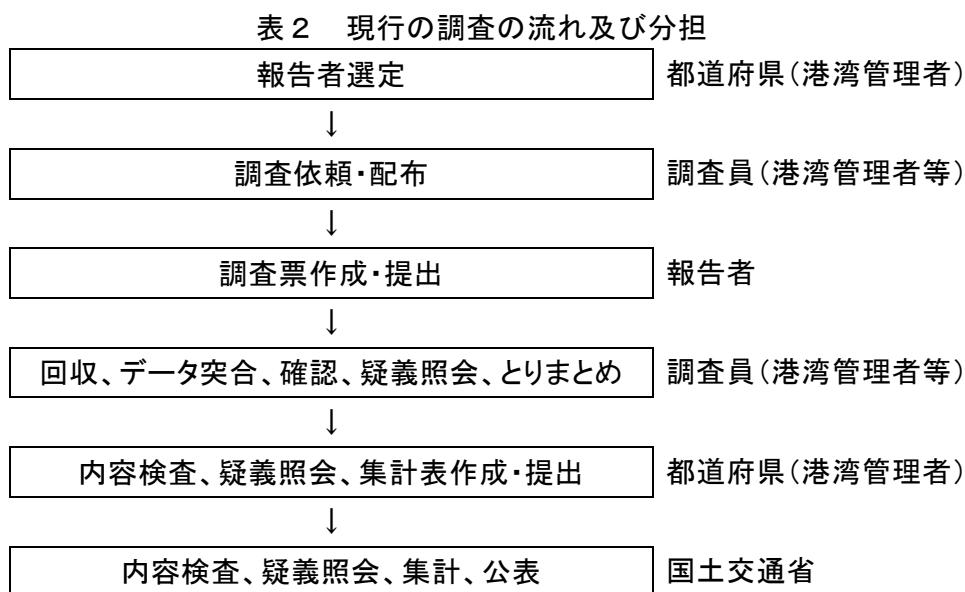 表２　現行の調査の流れ及び分担
報告者選定　都道府県（港湾管理者）
↓
調査依頼・配布　調査員（港湾管理者等）
↓
調査票作成・提出　報告者
↓
回収、データ突合、確認、疑義照会、とりまとめ　調査員（港湾管理者等）
↓
内容検査、疑義照会、集計表作成・提出　都道府県（港湾管理者）
↓
内容検査、疑義照会、集計、公表　国土交通省